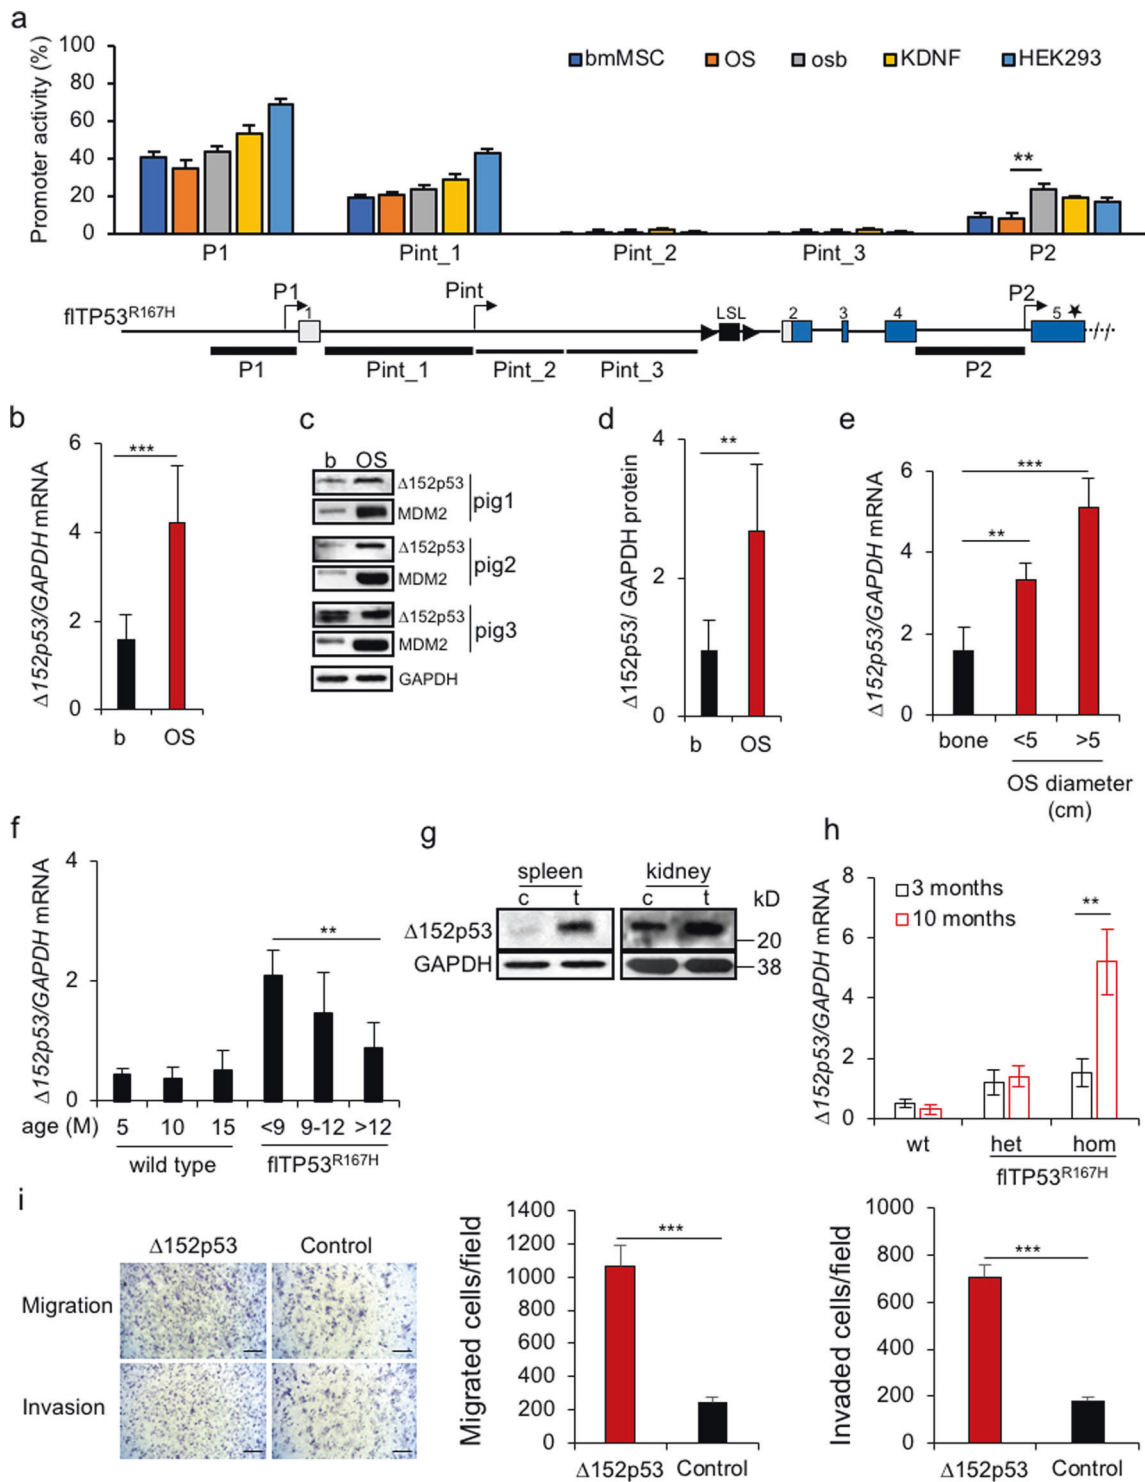 a
100
80
60
40
20
0
Promoter activity (%)
bmMSC OS osb KDNF HEK293
**
P1 Pint_1 Pint_2 Pint_3 P2
flTP53R167H
P1 Pint LSL P2
1 2 3 4 5
P1 Pint_1 Pint_2 Pint_3 P2
b
Δ152p53/GAPDH mRNA
6
4
2
0
***
b OS
c
b OS
Δ152p53
MDM2
pig1
Δ152p53
MDM2
pig2
Δ152p53
MDM2
pig3
GAPDH
d
Δ152p53/ GAPDH protein
4
2
0
**
b OS
e
Δ152p53/GAPDH mRNA
6
4
2
0
***
**
bone <5 >5
OS diameter
(cm)
f
Δ152p53/GAPDH mRNA
4
2
0
**
age (M) 5 10 15 <9 9-12 >12
wild type flTP53R167H
g
spleen kidney
c t c t kD
Δ152p53
20
GAPDH
38
h
Δ152p53/GAPDH mRNA
8
6
4
2
0
3 months
10 months
**
wt het hom
flTP53R167H
i
Δ152p53 Control
Migration
Invasion
Migrated cells/field
1400
1200
1000
800
600
400
200
0
***
Δ152p53 Control
Invaded cells/field
1000
800
600
400
200
0
***
Δ152p53 Control